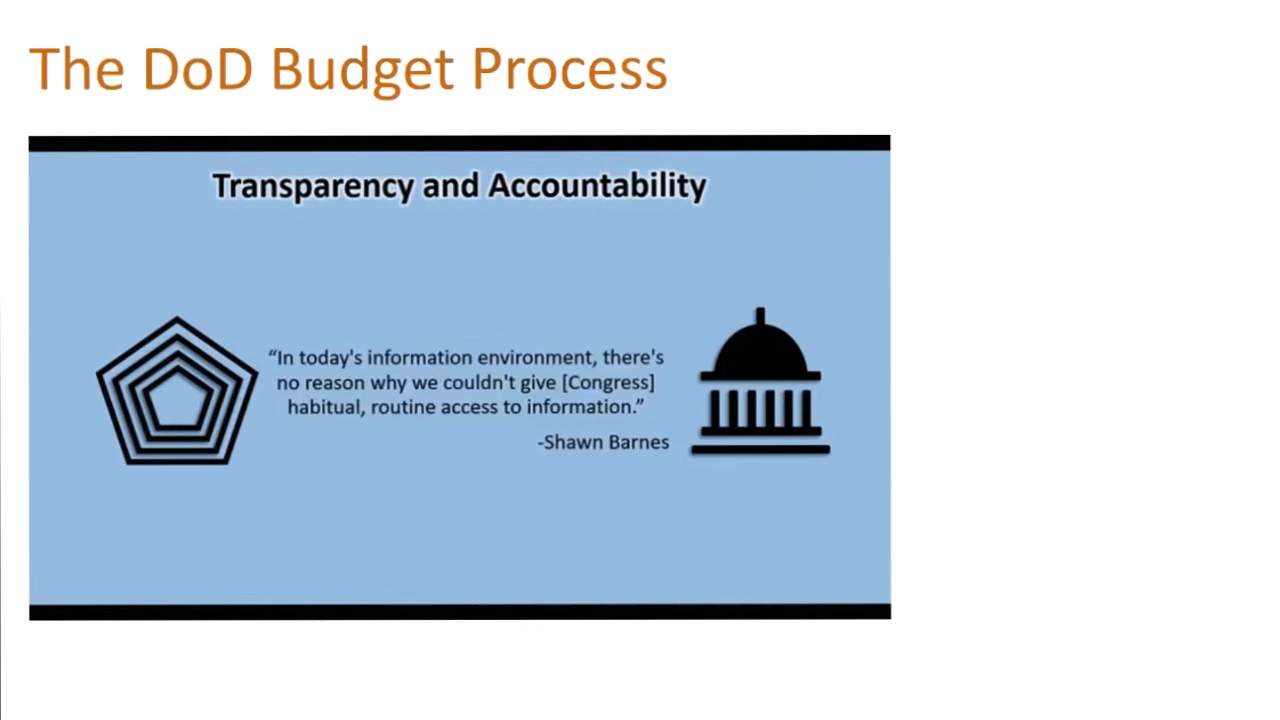 The DoD Budget Process
Transparency and Accountability
“In today's information environment, there's
no reason why we couldn't give [Congress]
habitual, routine access to information.”
-Shawn Barnes